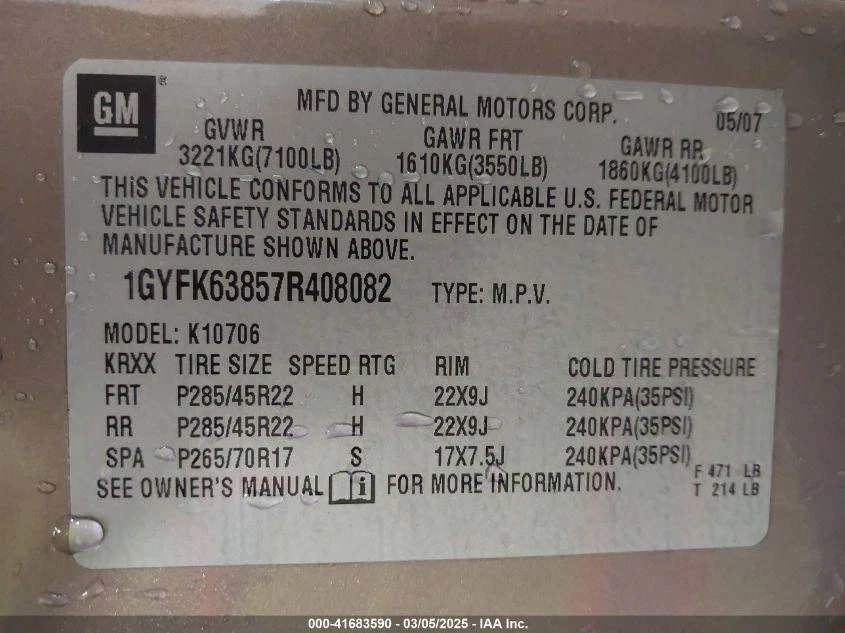 GM ®
MFD BY GENERAL MOTORS CORP. 05/07
GVWR GAWR FRT GAWR RR
3221KG(7100LB) 1610KG(3550LB) 1860KG(4100LB)
THiS VEHICLE CONFORMS TO ALL APPLICABLE U.S. FEDERAL MOTOR
VEHICLE SAFETY STANDARDS IN EFFECT ON THE DATE OF
MANUFACTURE SHOWN ABOVE.
1GYFK63857R408082 TYPE: M.P.V.
MODEL: K10706
KRXX TIRE SIZE SPEED RTG RIM COLD TIRE PRESSURE
FRT P285/45R22 H 22X9J 240KPA(35PSI)
RR P285/45R22 H 22X9J 240KPA(35PSI)
SPA P265/70R17 S 17X7.5J 240KPA(35PSI)
SEE OWNER'S MANUAL i FOR MORE INFORMATION.
F 471 LB
T 214 LB
000-41683590 - 03/05/2025 - IAA Inc.